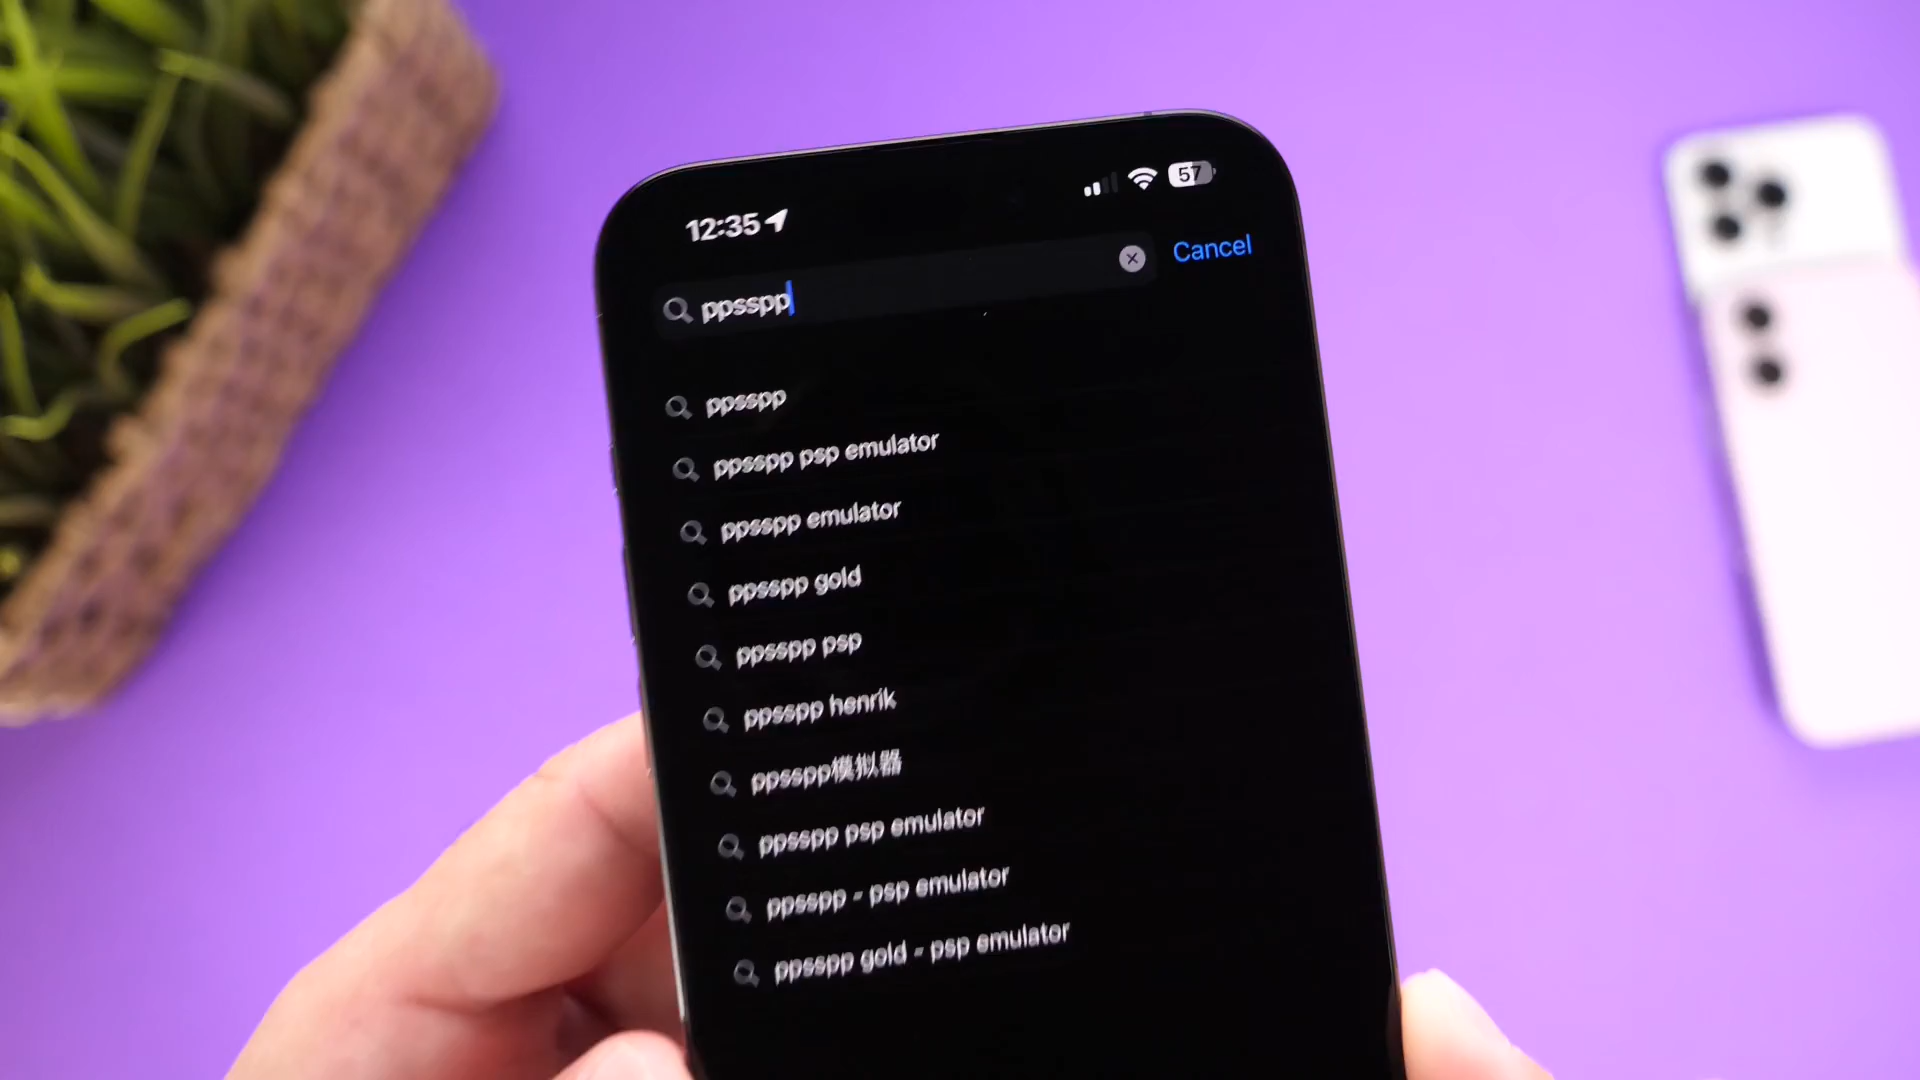 12:35
57
ppsspp
Cancel
ppsspp
ppsspp psp emulator
ppsspp emulator
ppsspp gold
ppsspp psp
ppsspp henrik
ppsspp模拟器
ppsspp psp emulator
ppsspp - psp emulator
ppsspp gold - psp emulator